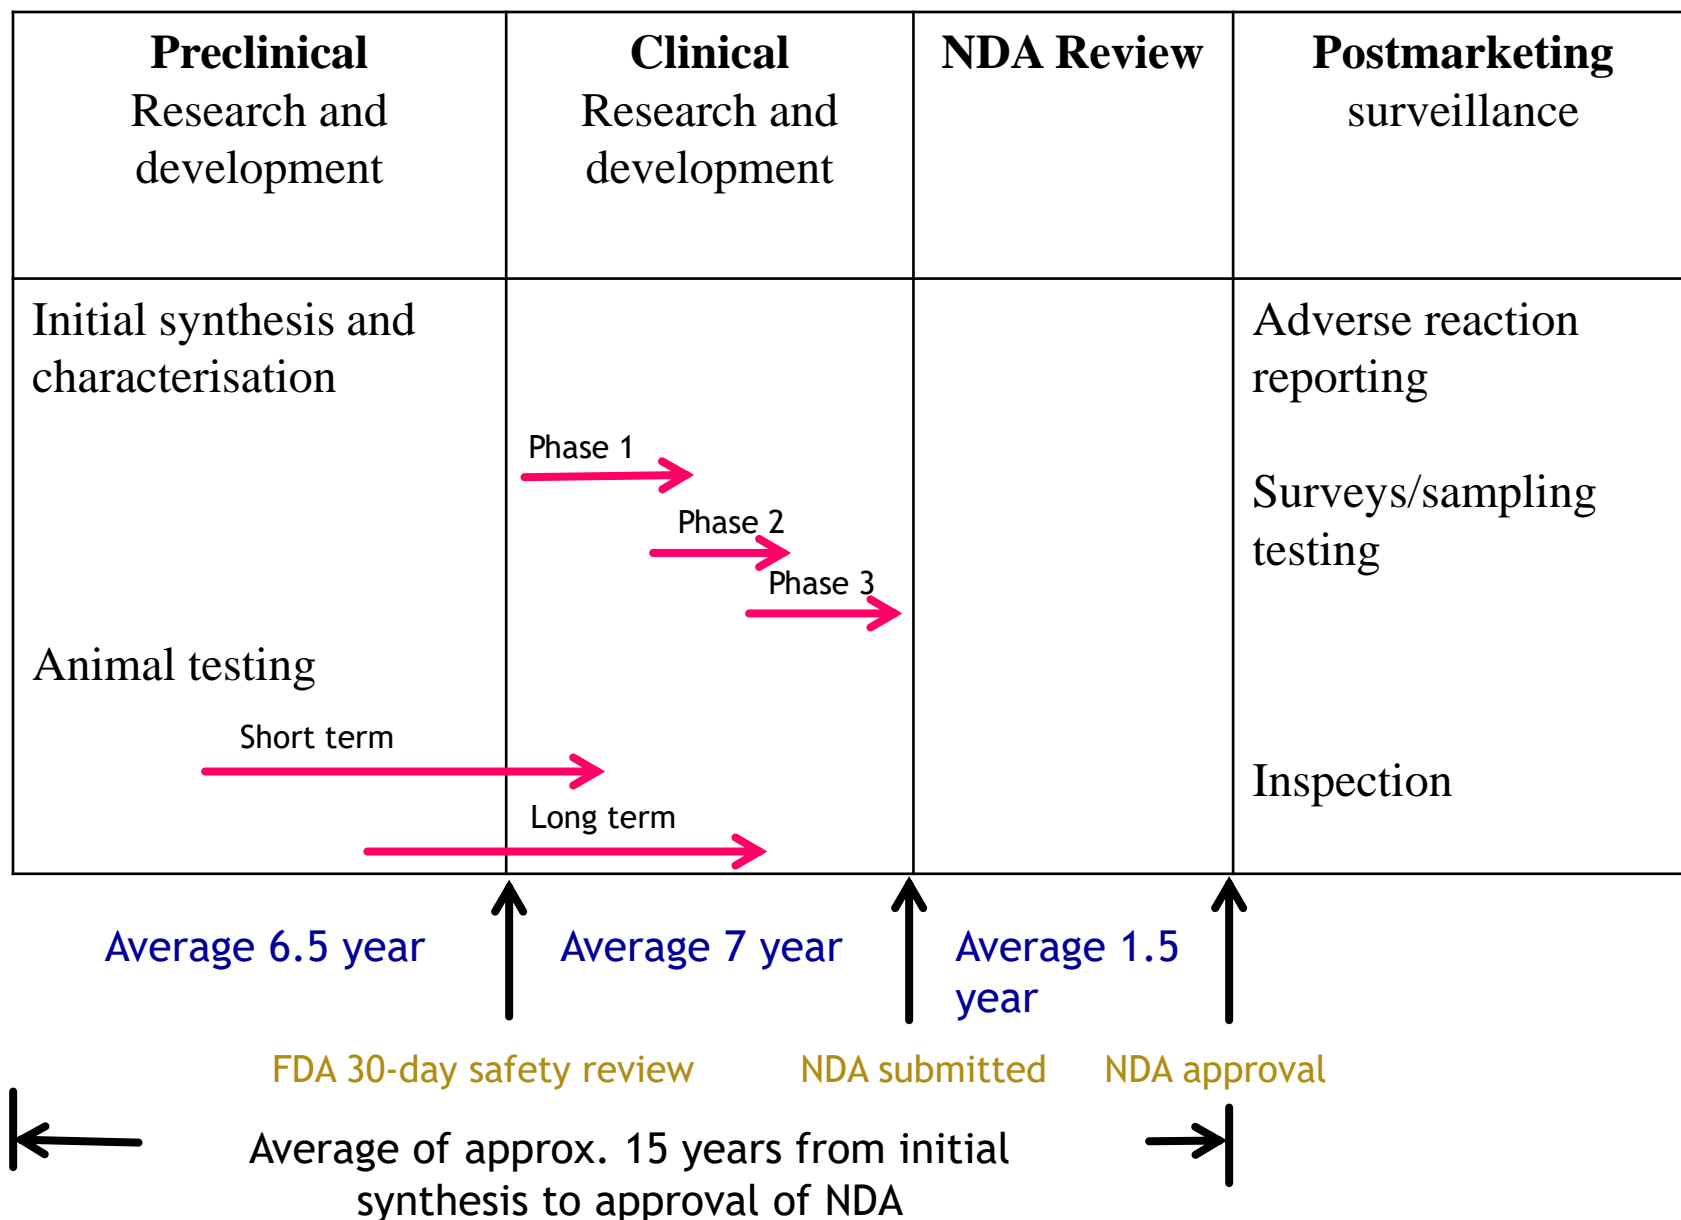 Preclinical
Research and
development
Clinical
Research and
development
NDA Review
Postmarketing
surveillance
Initial synthesis and
characterisation
Animal testing
Short term
Long term
Phase 1
Phase 2
Phase 3
Adverse reaction
reporting
Surveys/sampling
testing
Inspection
Average 6.5 year
Average 7 year
Average 1.5
year
FDA 30-day safety review
NDA submitted
NDA approval
Average of approx. 15 years from initial
synthesis to approval of NDA